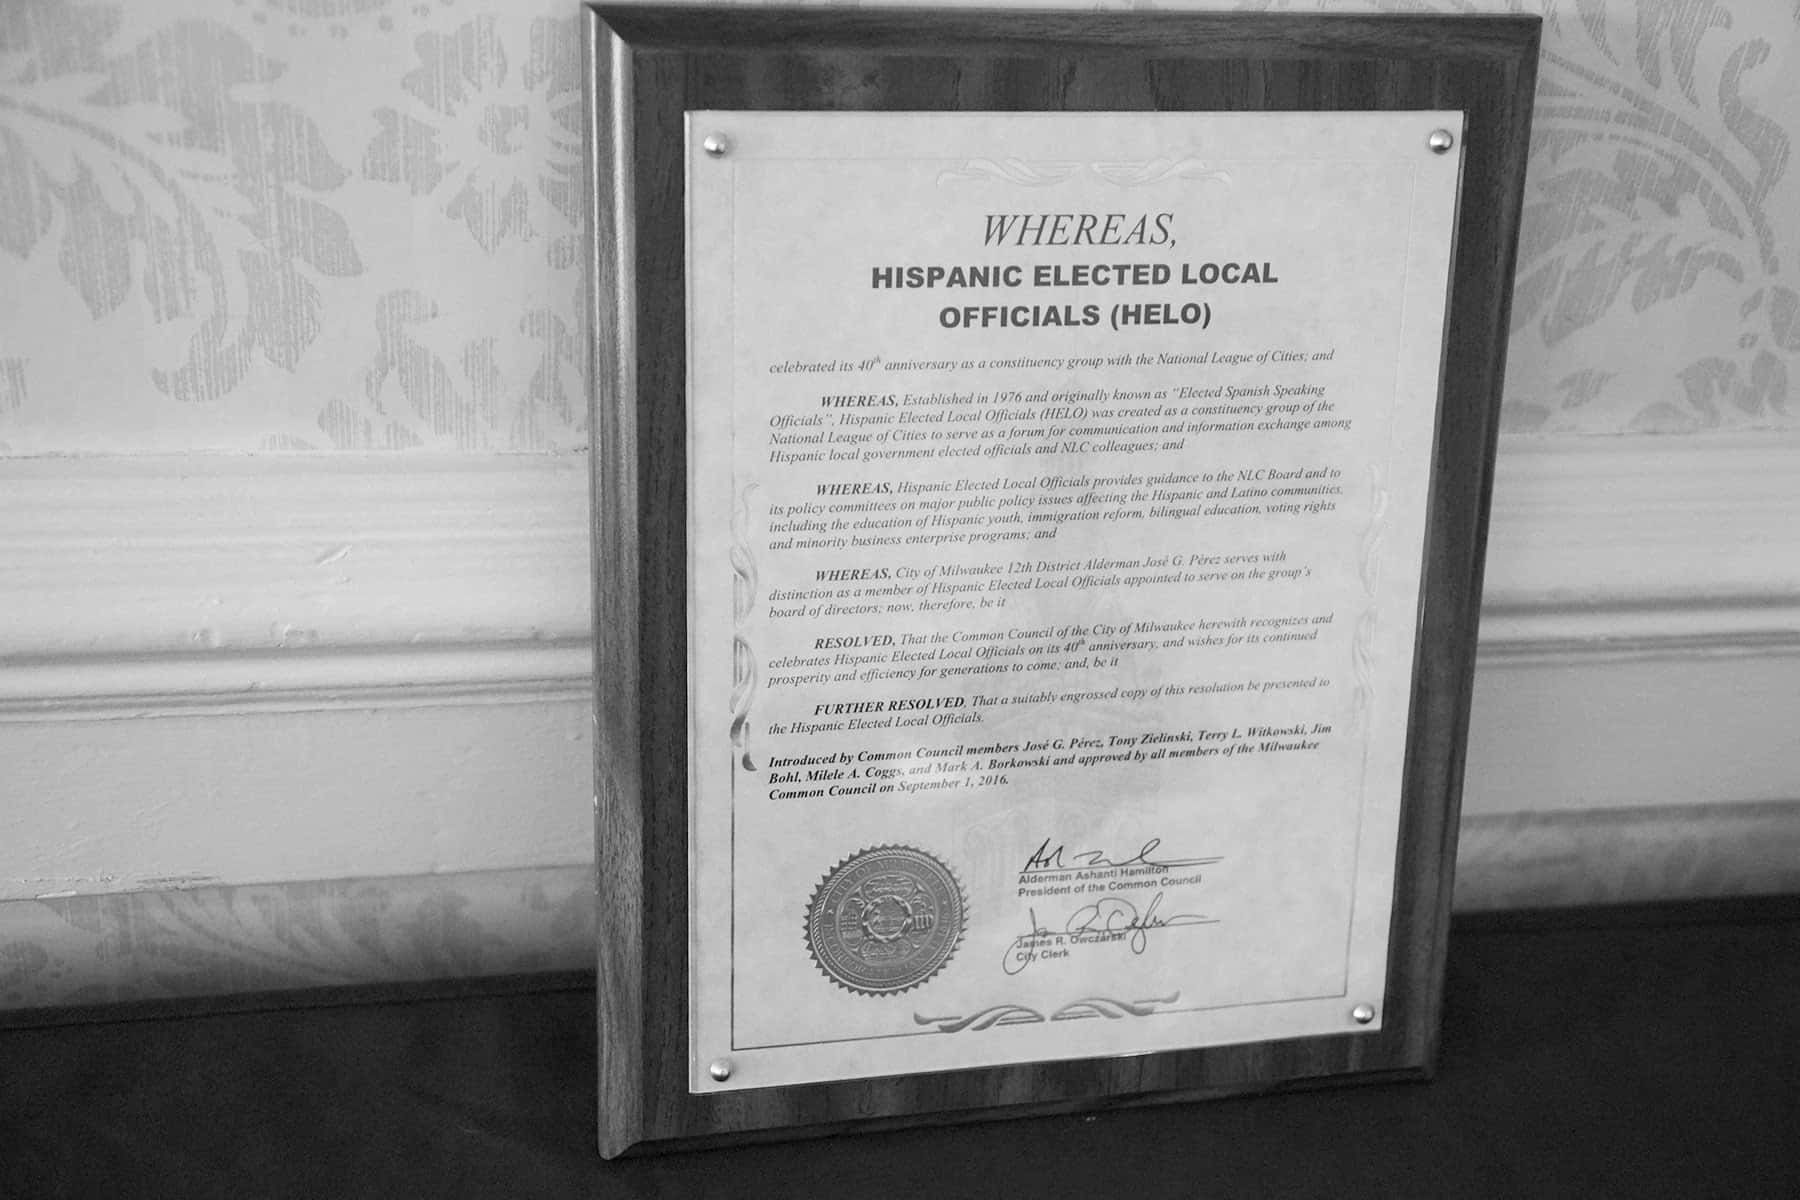 WHEREAS,
HISPANIC ELECTED LOCAL
OFFICIALS (HELO)
celebrated its 40th anniversary as a constituency group with the National League of Cities; and
WHEREAS, Established in 1976 and originally known as "Elected Spanish Speaking
Officials", Hispanic Elected Local Officials (HELO) was created as a constituency group of the
National League of Cities to serve as a forum for communication and information exchange among
Hispanic local government elected officials and NLC colleagues; and
WHEREAS, Hispanic Elected Local Officials provides guidance to the NLC Board and to
its policy committees on major public policy issues affecting the Hispanic and Latino communities,
including the education of Hispanic youth, immigration reform, bilingual education, voting rights
and minority business enterprise programs; and
WHEREAS, City of Milwaukee 12th District Alderman José G. Pérez serves with
distinction as a member of Hispanic Elected Local Officials appointed to serve on the group's
board of directors; now, therefore, be it
RESOLVED, That the Common Council of the City of Milwaukee herewith recognizes and
celebrates Hispanic Elected Local Officials on its 40th anniversary, and wishes for its continued
prosperity and efficiency for generations to come; and, be it
FURTHER RESOLVED, That a suitably engrossed copy of this resolution be presented to
the Hispanic Elected Local Officials.
Introduced by Common Council members José G. Pérez, Tony Zielinski, Terry L. Witkowski, Jim
Bohl, Milele A. Coggs, and Mark A. Borkowski and approved by all members of the Milwaukee
Common Council on September 1, 2016.
Alderman Ashanti Hamilton
President of the Common Council
James R. Owczarski
City Clerk